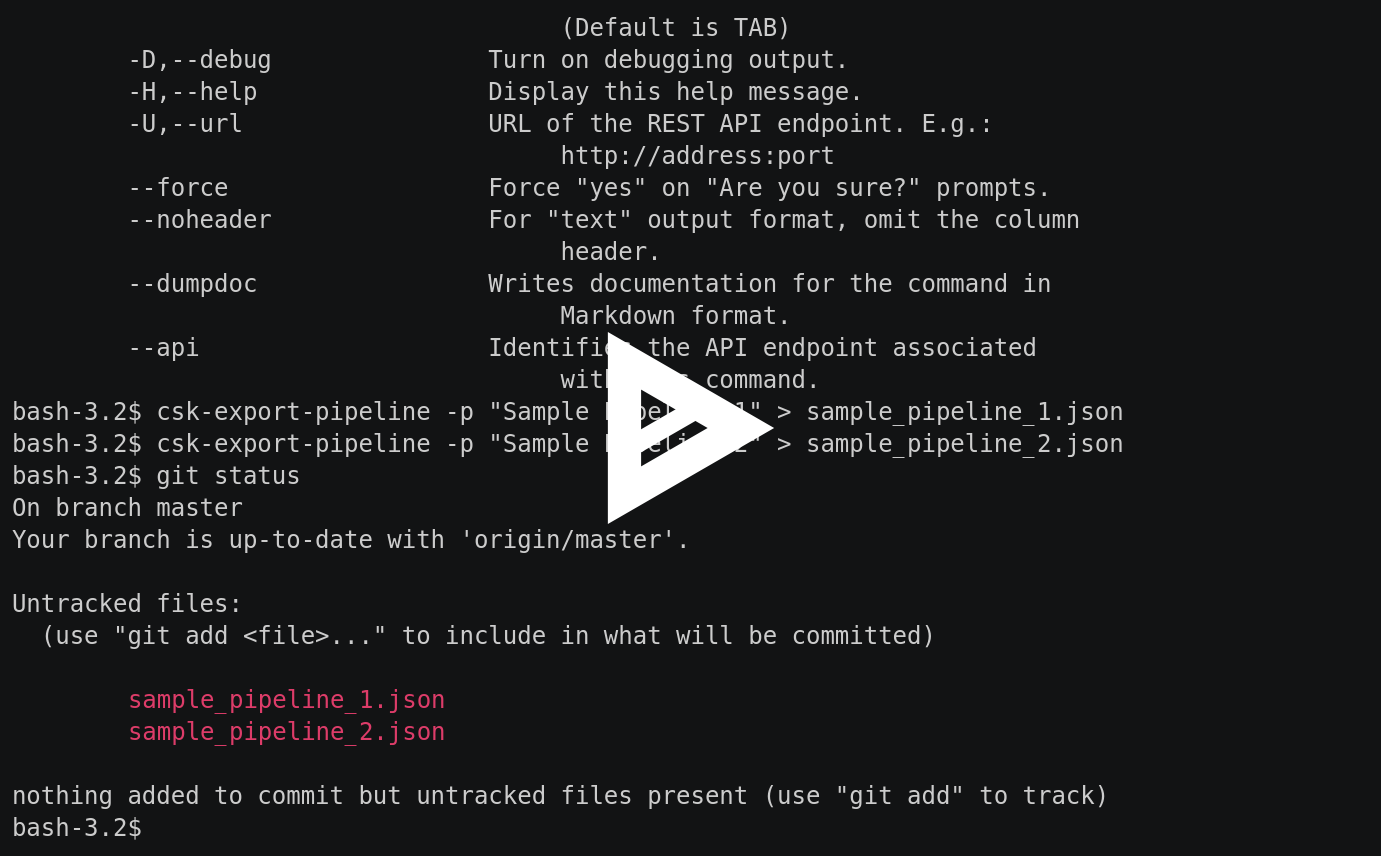 (Default is TAB)
-D,--debug Turn on debugging output.
-H,--help Display this help message.
-U,--url URL of the REST API endpoint. E.g.:
http://address:port
--force Force "yes" on "Are you sure?" prompts.
--noheader For "text" output format, omit the column
header.
--dumpdoc Writes documentation for the command in
Markdown format.
--api Identifies the API endpoint associated
with command.
bash-3.2$ csk-export-pipeline -p "Sample 1" > sample_pipeline_1.json
bash-3.2$ csk-export-pipeline -p "Sample 2" > sample_pipeline_2.json
bash-3.2$ git status
On branch master
Your branch is up-to-date with 'origin/master'.
Untracked files:
(use "git add <file>..." to include in what will be committed)
sample_pipeline_1.json
sample_pipeline_2.json
nothing added to commit but untracked files present (use "git add" to track)
bash-3.2$